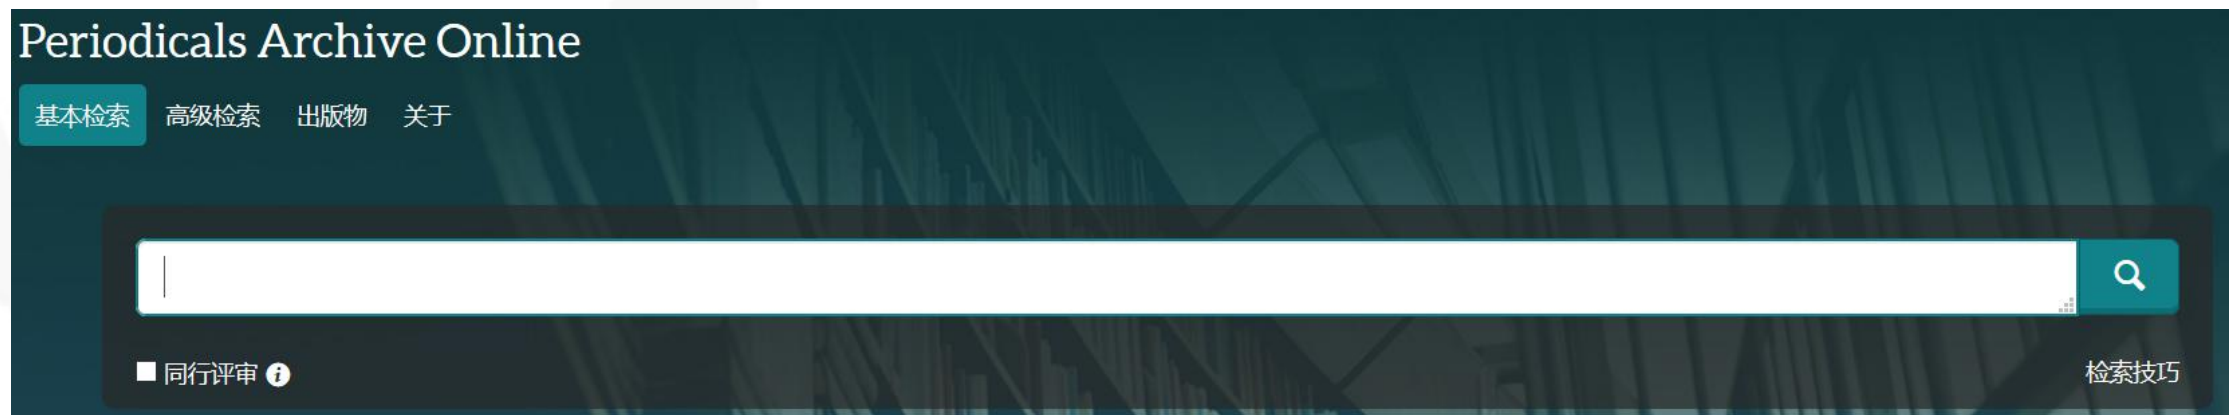 Periodicals Archive Online
基本检索 高级检索 出版物 关于
同行评审
检索技巧